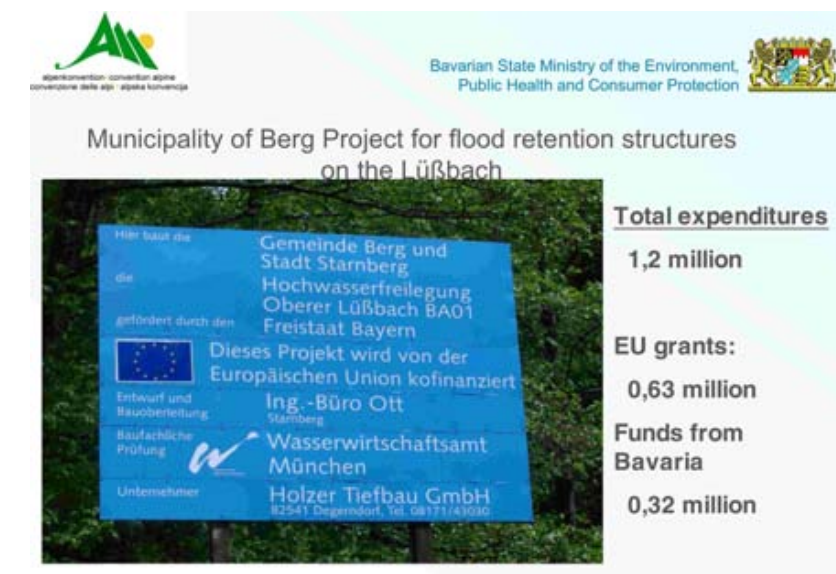 alpenkonvention · convention alpine
convenzione delle alpi · alpska konvencija
Bavarian State Ministry of the Environment,
Public Health and Consumer Protection
Municipality of Berg Project for flood retention structures
on the Lüßbach
Hier baut die
Gemeinde Berg und
Stadt Starnberg
die
Hochwasserfreilegung
Oberer Lüßbach BA01
gefördert durch den
Freistaat Bayern
Dieses Projekt wird von der
Europäischen Union kofinanziert
Entwurf und
Bauoberleitung
Ing.-Büro Ott
Starnberg
Baufachliche
Prüfung
Wasserwirtschaftsamt
München
Unternehmer
Holzer Tiefbau GmbH
82541 Degerndorf, Tel. 08171/43030
Total expenditures
1,2 million
EU grants:
0,63 million
Funds from
Bavaria
0,32 million